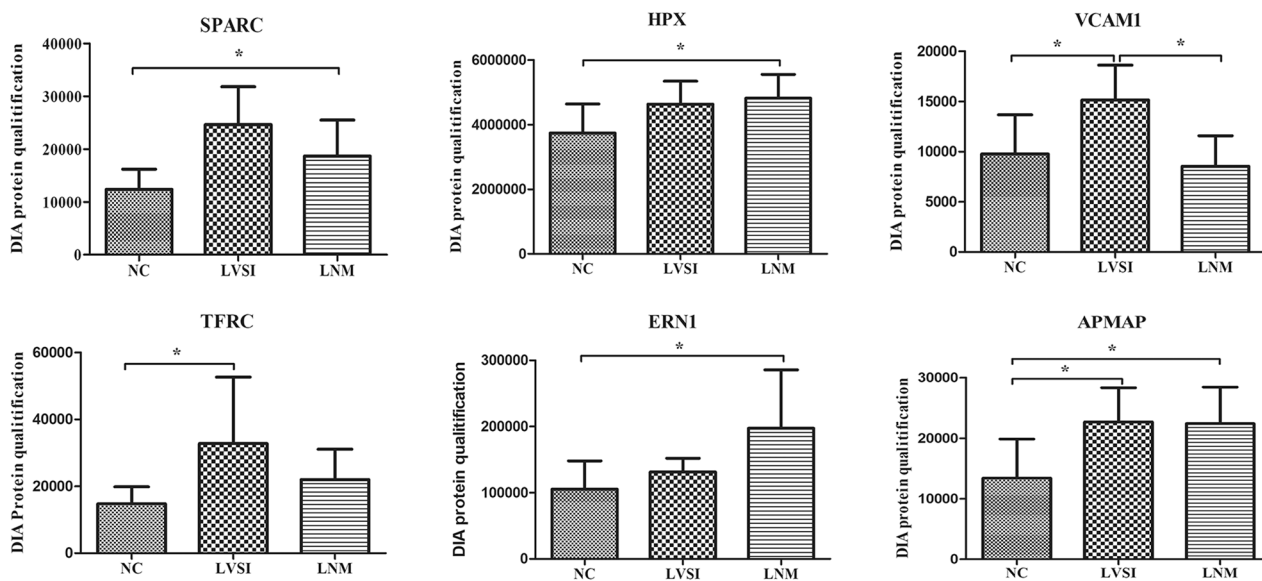 SPARC
DIA protein qualitification
40000
30000
20000
10000
0
*
NC LVSI LNM
HPX
DIA protein qualitification
6000000
4000000
2000000
0
*
NC LVSI LNM
VCAM1
DIA protein qualitification
20000
15000
10000
5000
0
* *
NC LVSI LNM
TFRC
DIA Protein qualitification
60000
40000
20000
0
*
NC LVSI LNM
ERN1
DIA protein qualitification
300000
200000
100000
0
*
NC LVSI LNM
APMAP
DIA protein qualitification
30000
20000
10000
0
*
*
NC LVSI LNM